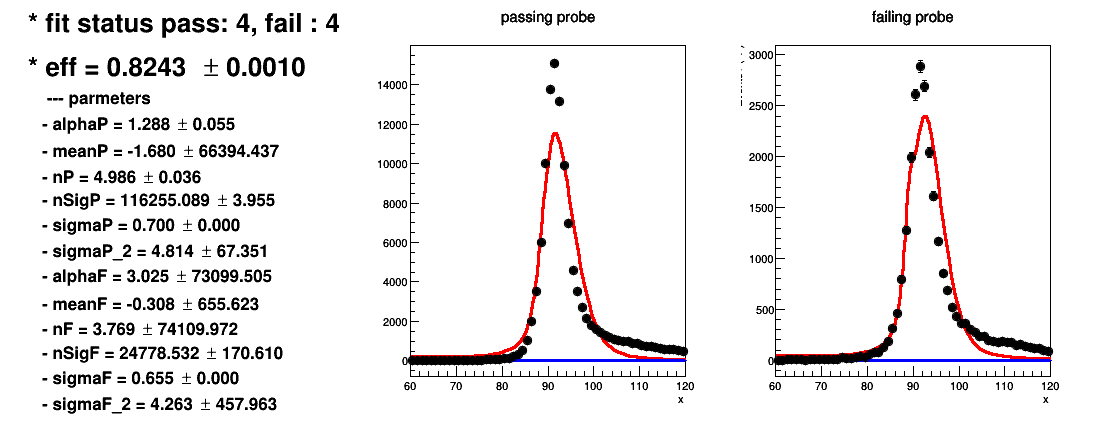 * fit status pass: 4, fail : 4
* eff = 0.8243 ± 0.0010
--- parmeters
- alphaP = 1.288 ± 0.055
- meanP = -1.680 ± 66394.437
- nP = 4.986 ± 0.036
- nSigP = 116255.089 ± 3.955
- sigmaP = 0.700 ± 0.000
- sigmaP_2 = 4.814 ± 67.351
- alphaF = 3.025 ± 73099.505
- meanF = -0.308 ± 655.623
- nF = 3.769 ± 74109.972
- nSigF = 24778.532 ± 170.610
- sigmaF = 0.655 ± 0.000
- sigmaF_2 = 4.263 ± 457.963
passing probe
14000
12000
10000
8000
6000
4000
2000
0
60 70 80 90 100 110 120
x
failing probe
3000
2500
2000
1500
1000
500
0
60 70 80 90 100 110 120
x